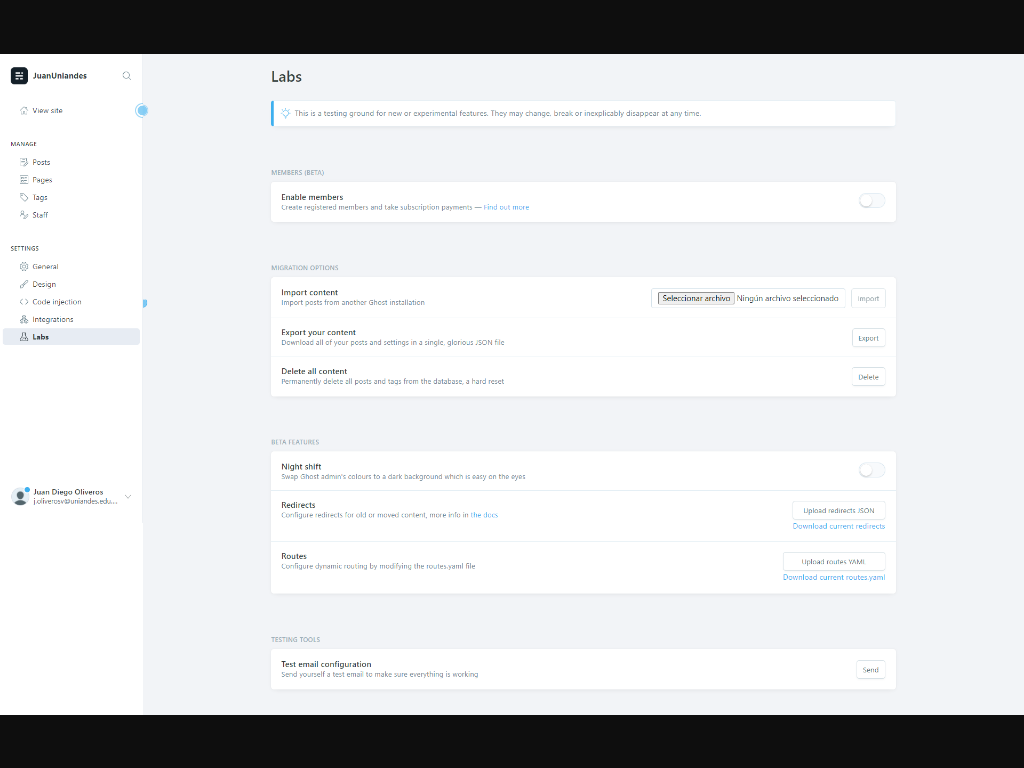 JuanUniandes
View site
MANAGE
Posts
Pages
Tags
Staff
SETTINGS
General
Design
Code injection
Integrations
Labs
Juan Diego Oliveros
j.oliverosv@uniandes.edu...
Labs
This is a testing ground for new or experimental features. They may change, break or inexplicably disappear at any time.
MEMBERS (BETA)
Enable members
Create registered members and take subscription payments — Find out more
MIGRATION OPTIONS
Import content
Import posts from another Ghost installation
Seleccionar archivo Ningún archivo seleccionado
Import
Export your content
Download all of your posts and settings in a single, glorious JSON file
Export
Delete all content
Permanently delete all posts and tags from the database, a hard reset
Delete
BETA FEATURES
Night shift
Swap Ghost admin's colours to a dark background which is easy on the eyes
Redirects
Configure redirects for old or moved content, more info in the docs
Upload redirects JSON
Download current redirects
Routes
Configure dynamic routing by modifying the routes.yaml file
Upload routes YAML
Download current routes.yaml
TESTING TOOLS
Test email configuration
Send yourself a test email to make sure everything is working
Send